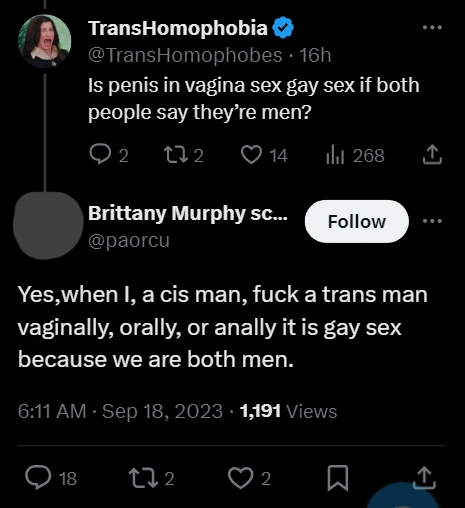 TransHomophobia
@TransHomophobes · 16h
Is penis in vagina sex gay sex if both
people say they’re men?
2 2 14 268
Brittany Murphy sc...
Follow
@paorcu
Yes,when I, a cis man, fuck a trans man
vaginally, orally, or anally it is gay sex
because we are both men.
6:11 AM · Sep 18, 2023 · 1,191 Views
18 2 2